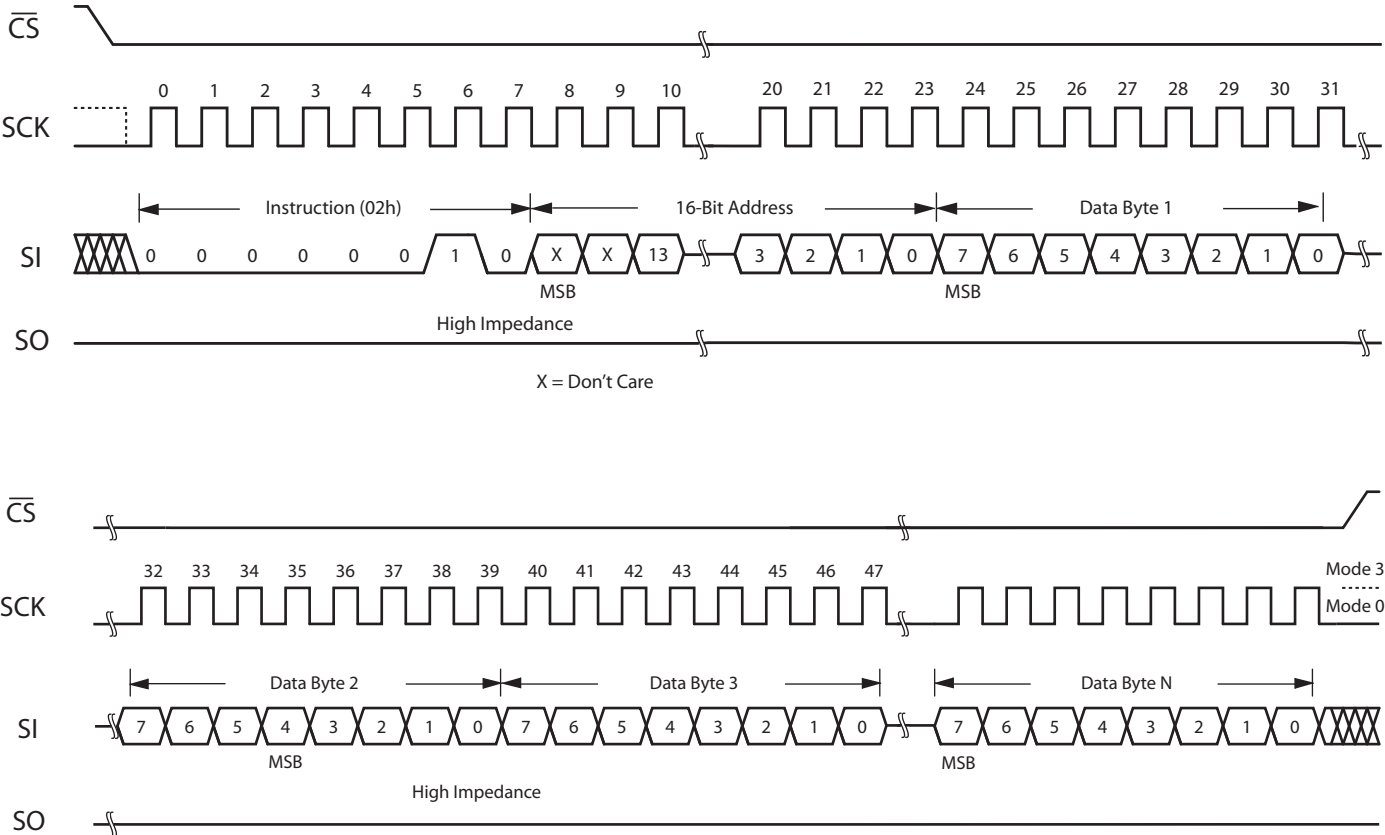 CS
0 1 2 3 4 5 6 7 8 9 10 20 21 22 23 24 25 26 27 28 29 30 31
SCK
Instruction (02h) 16-Bit Address Data Byte 1
SI 0 0 0 0 0 0 1 0 X X 13 3 2 1 0 7 6 5 4 3 2 1 0
MSB MSB
High Impedance
SO
X = Don't Care
CS
32 33 34 35 36 37 38 39 40 41 42 43 44 45 46 47 Mode 3
SCK Mode 0
Data Byte 2 Data Byte 3 Data Byte N
SI 7 6 5 4 3 2 1 0 7 6 5 4 3 2 1 0 7 6 5 4 3 2 1 0
MSB MSB
High Impedance
SO